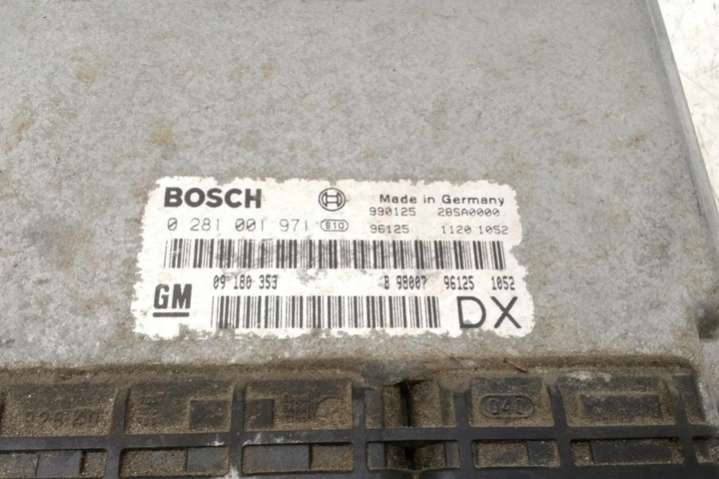 BOSCH Made in Germany
990125 28SA0000
0 281 001 971 B10 96125 1120 1052
09 180 353 B 98007 96125 1052
GM DX